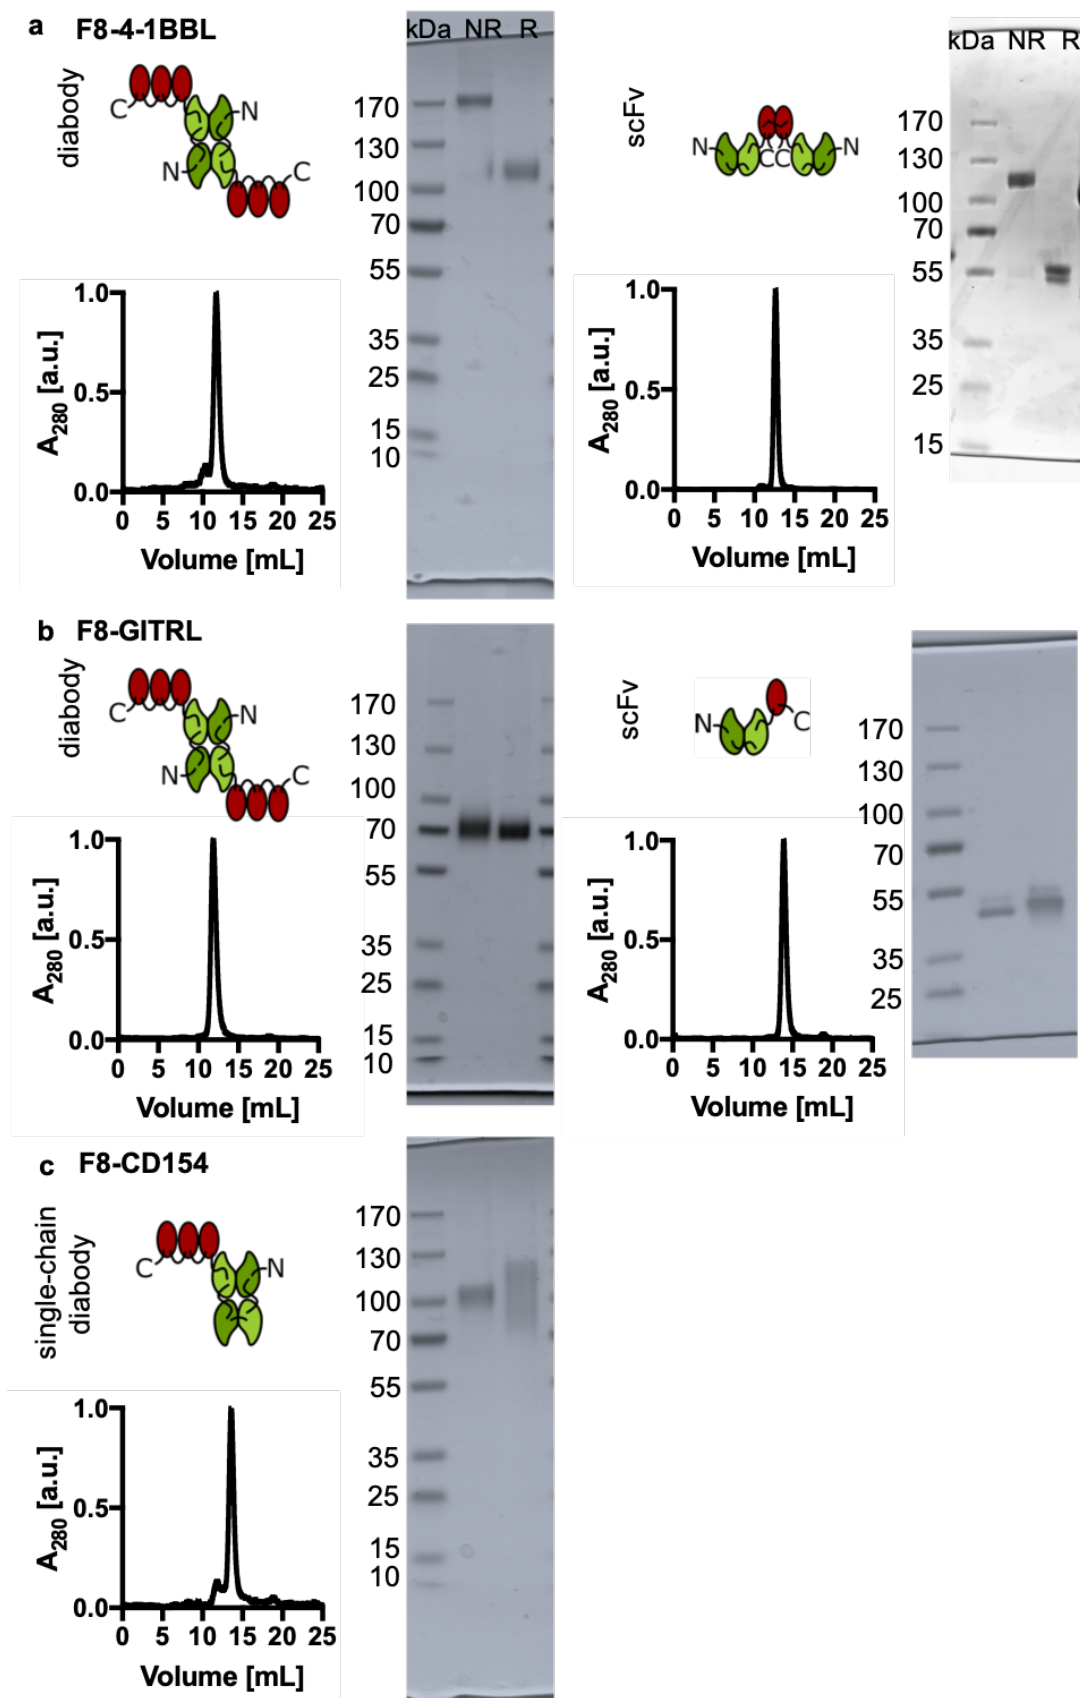 a F8-4-1BBL
diabody
C
N
N
C
kDa NR R
170
130
100
70
55
35
25
15
10
1.0
0.5
0.0
A280 [a.u.]
0 5 10 15 20 25
Volume [mL]
scFv
N CC N
kDa NR R
170
130
100
70
55
35
25
15
1.0
0.5
0.0
A280 [a.u.]
0 5 10 15 20 25
Volume [mL]
b F8-GITRL
diabody
C
N
N
C
170
130
100
70
55
35
25
15
10
1.0
0.5
0.0
A280 [a.u.]
0 5 10 15 20 25
Volume [mL]
scFv
N
C
170
130
100
70
55
35
25
1.0
0.5
0.0
A280 [a.u.]
0 5 10 15 20 25
Volume [mL]
c F8-CD154
single-chain
diabody
C
N
170
130
100
70
55
35
25
15
10
1.0
0.5
0.0
A280 [a.u.]
0 5 10 15 20 25
Volume [mL]